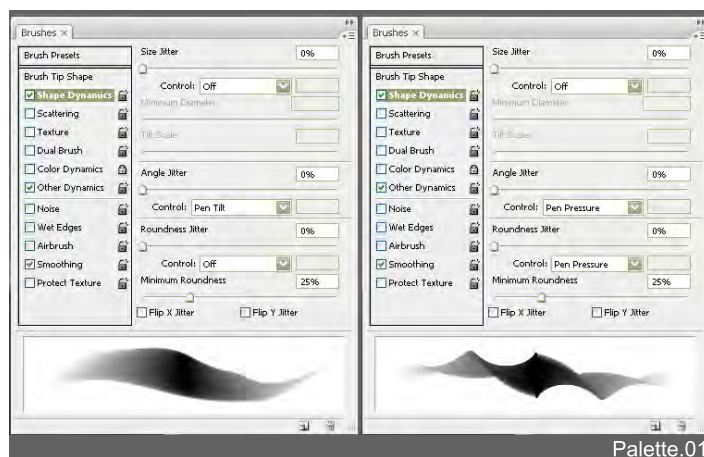 Brushes ×
Brush Presets
Brush Tip Shape
Shape Dynamics
Scattering
Texture
Dual Brush
Color Dynamics
Other Dynamics
Noise
Wet Edges
Airbrush
Smoothing
Protect Texture
Size Jitter 0%
Control: Off
Minimum Diameter
Tilt Scale
Angle Jitter 0%
Control: Pen Tilt
Roundness Jitter 0%
Control: Off
Minimum Roundness 25%
Flip X Jitter Flip Y Jitter
Brushes ×
Brush Presets
Brush Tip Shape
Shape Dynamics
Scattering
Texture
Dual Brush
Color Dynamics
Other Dynamics
Noise
Wet Edges
Airbrush
Smoothing
Protect Texture
Size Jitter 0%
Control: Off
Minimum Diameter
Tilt Scale
Angle Jitter 0%
Control: Pen Pressure
Roundness Jitter 0%
Control: Pen Pressure
Minimum Roundness 25%
Flip X Jitter Flip Y Jitter
Palette.01